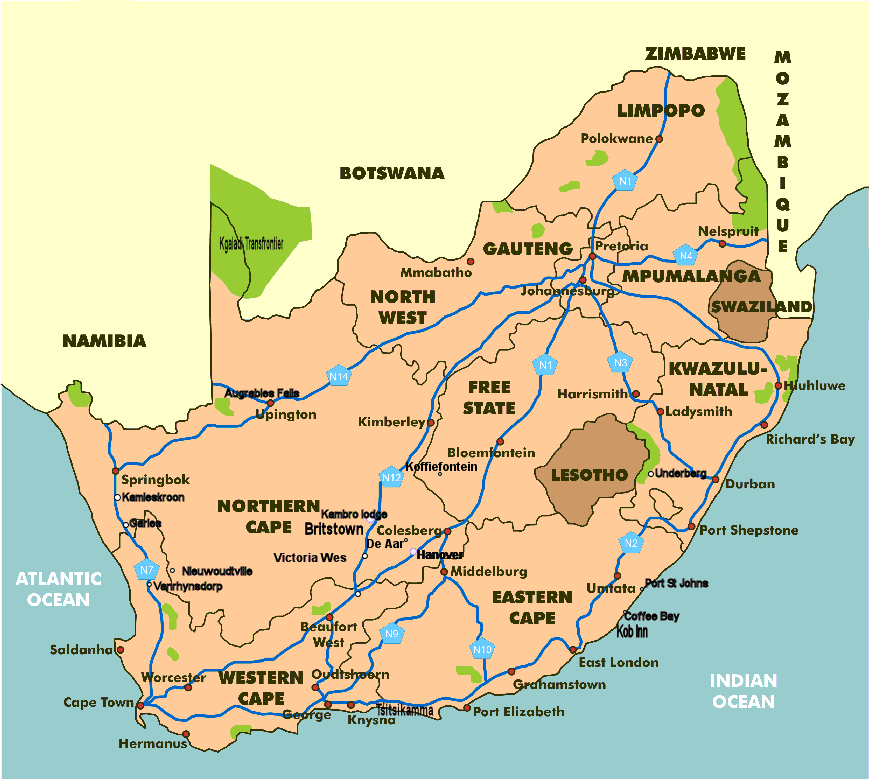 ZIMBABWE
MOZAMBIQUE
LIMPOPO
Polokwane
BOTSWANA
N1
Kgaladi Transfrontier
GAUTENG
Pretoria
Nelspruit
N4
Mmabatho
MPUMALANGA
Johannesburg
NORTH
WEST
SWAZILAND
NAMIBIA
N14
N1
N3
KWAZULU-
NATAL
Augrabies Falls
Upington
FREE
STATE
Harrismith
Hluhluwe
Ladysmith
Kimberley
Richard's Bay
Bloemfontein
Koffiefontein
LESOTHO
Underberg
Springbok
N12
Durban
Kamieskroon
NORTHERN
CAPE
Kambro lodge
Britstown
Garies
Colesberg
Port Shepstone
De Aar
Hanover
N2
Victoria Wes
Middelburg
N7
Nieuwoudtville
Vanrhynsdorp
ATLANTIC
OCEAN
Umtata
Port St Johns
EASTERN
CAPE
Coffee Bay
Kob Inn
Beaufort
West
N9
N10
Saldanha
East London
Worcester
WESTERN
CAPE
Oudtshoorn
Grahamstown
INDIAN
OCEAN
Cape Town
George
Knysna
Tsitsikamma
Port Elizabeth
Hermanus